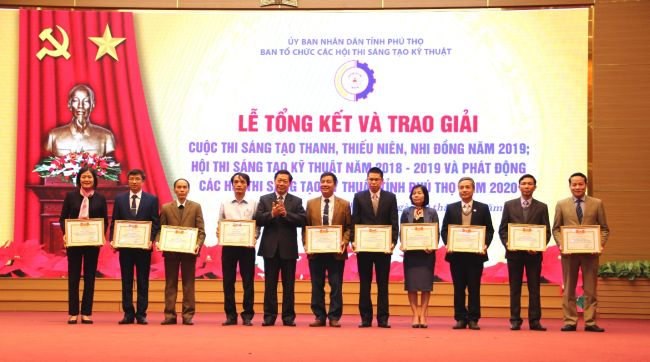 ỦY BAN NHÂN DÂN TỈNH PHÚ THỌ
BAN TỔ CHỨC CÁC HỘI THI SÁNG TẠO KỸ THUẬT
LỄ TỔNG KẾT VÀ TRAO GIẢI
CUỘC THI SÁNG TẠO THANH, THIẾU NIÊN, NHI ĐỒNG NĂM 2019;
HỘI THI SÁNG TẠO KỸ THUẬT NĂM 2018 - 2019 VÀ PHÁT ĐỘNG
CÁC THI SÁNG TẠO TỈNH PHÚ THỌ NĂM 2020